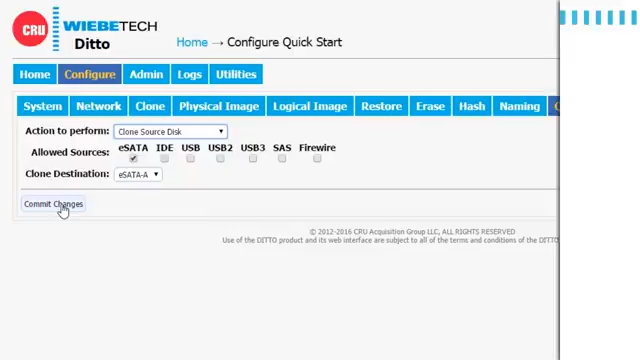 CRU WIEBETECH
Ditto
Home → Configure Quick Start
Home Configure Admin Logs Utilities
System Network Clone Physical Image Logical Image Restore Erase Hash Naming
Action to perform: Clone Source Disk
eSATA IDE USB USB2 USB3 SAS Firewire
Allowed Sources:
Clone Destination: eSATA-A
Commit Changes
© 2012-2016 CRU Acquisition Group LLC, ALL RIGHTS RESERVED
Use of the DITTO product and its web interface are subject to all of the terms and conditions of the DITTO